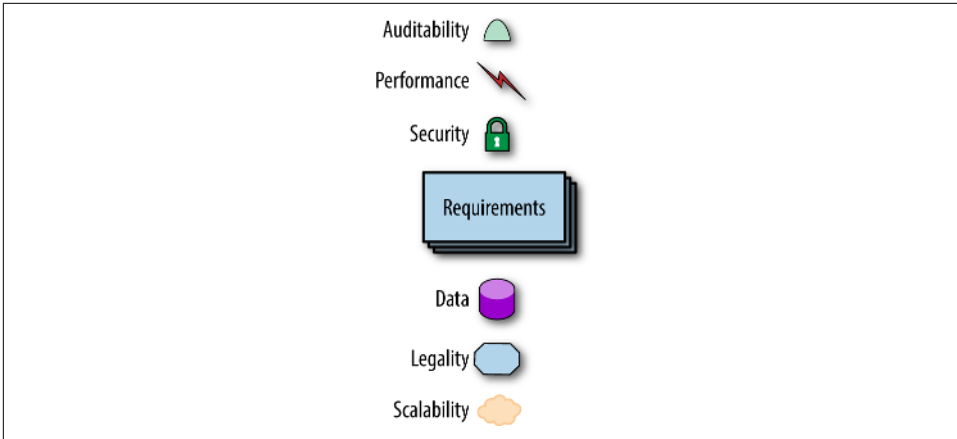 Auditability
Performance
Security
Requirements
Data
Legality
Scalability